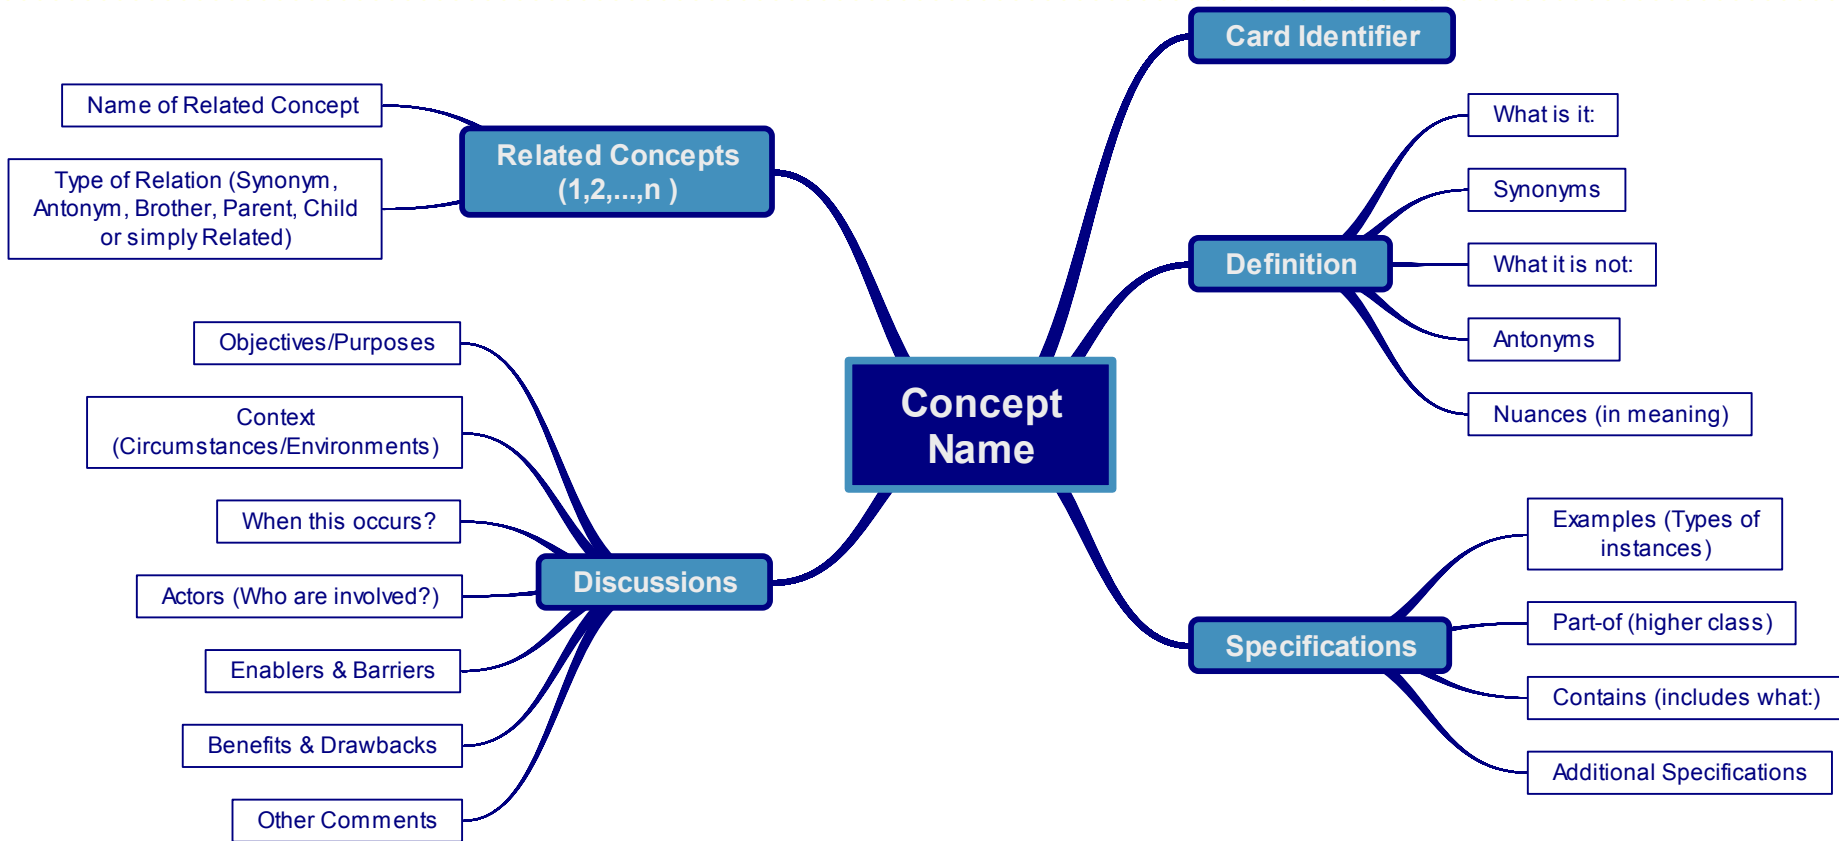 Concept
Name
Card Identifier
Definition
What is it:
Synonyms
What it is not:
Antonyms
Nuances (in meaning)
Specifications
Examples (Types of
instances)
Part-of (higher class)
Contains (includes what:)
Additional Specifications
Related Concepts
(1,2,...,n )
Name of Related Concept
Type of Relation (Synonym,
Antonym, Brother, Parent, Child
or simply Related)
Discussions
Objectives/Purposes
Context
(Circumstances/Environments)
When this occurs?
Actors (Who are involved?)
Enablers & Barriers
Benefits & Drawbacks
Other Comments